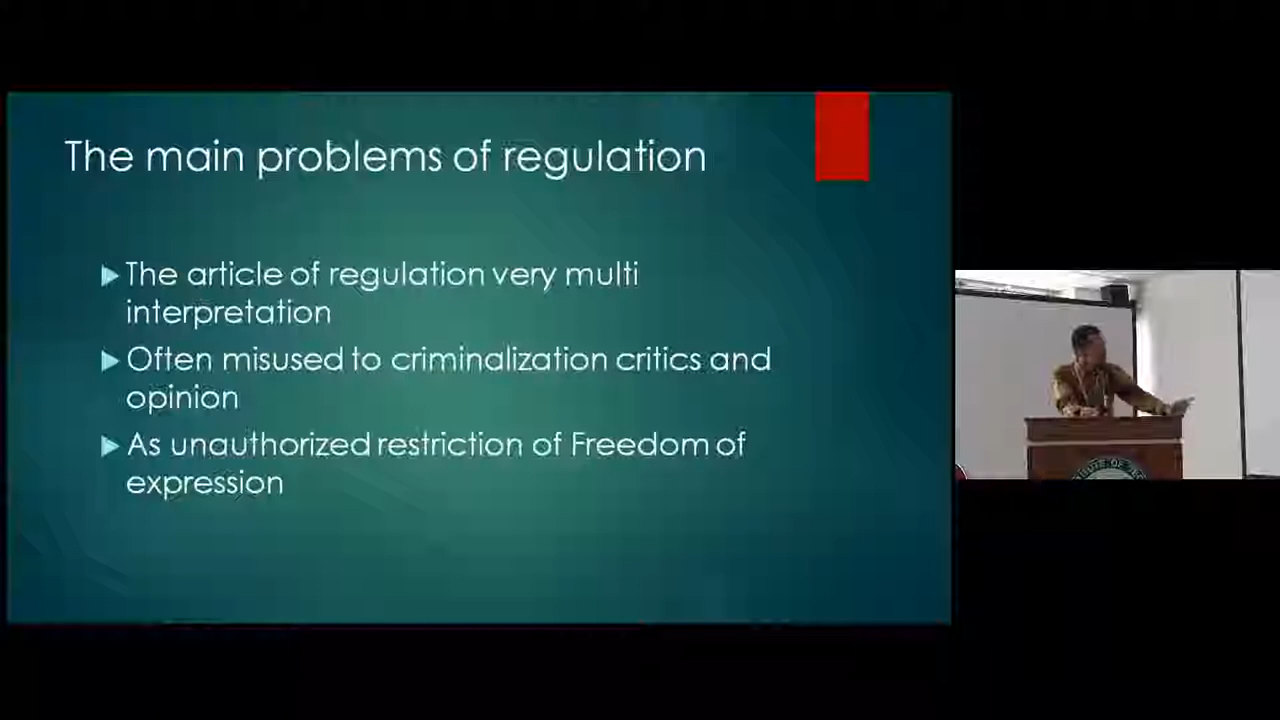 The main problems of regulation
The article of regulation very multi
interpretation
Often misused to criminalization critics and
opinion
As unauthorized restriction of Freedom of
expression
OF